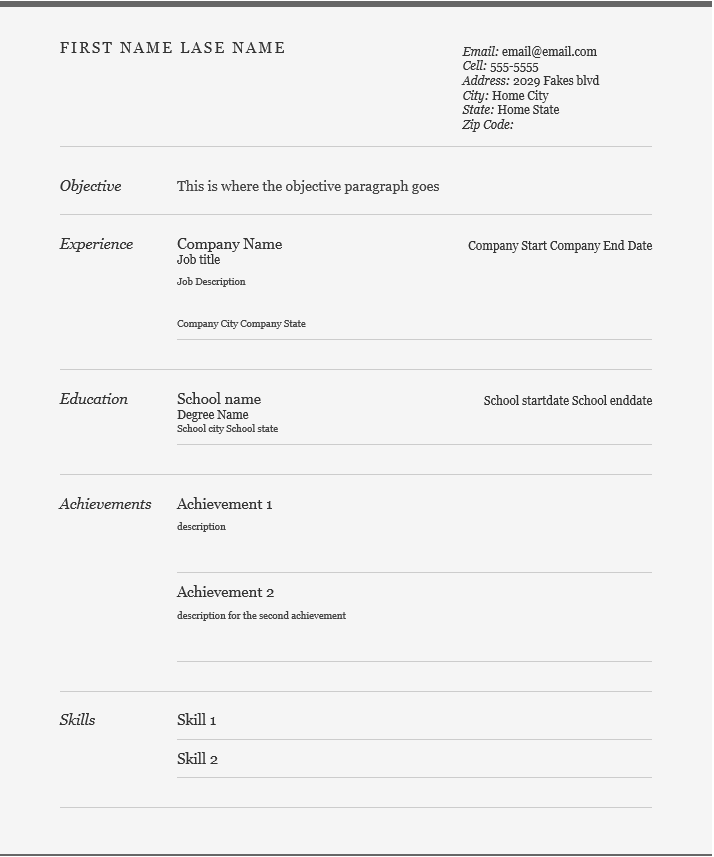 FIRST NAME LASE NAME
Email: email@email.com
Cell: 555-5555
Address: 2029 Fakes blvd
City: Home City
State: Home State
Zip Code:
Objective This is where the objective paragraph goes
Experience Company Name Company Start Company End Date
Job title
Job Description
Company City Company State
Education School name School startdate School enddate
Degree Name
School city School state
Achievements Achievement 1
description
Achievement 2
description for the second achievement
Skills Skill 1
Skill 2